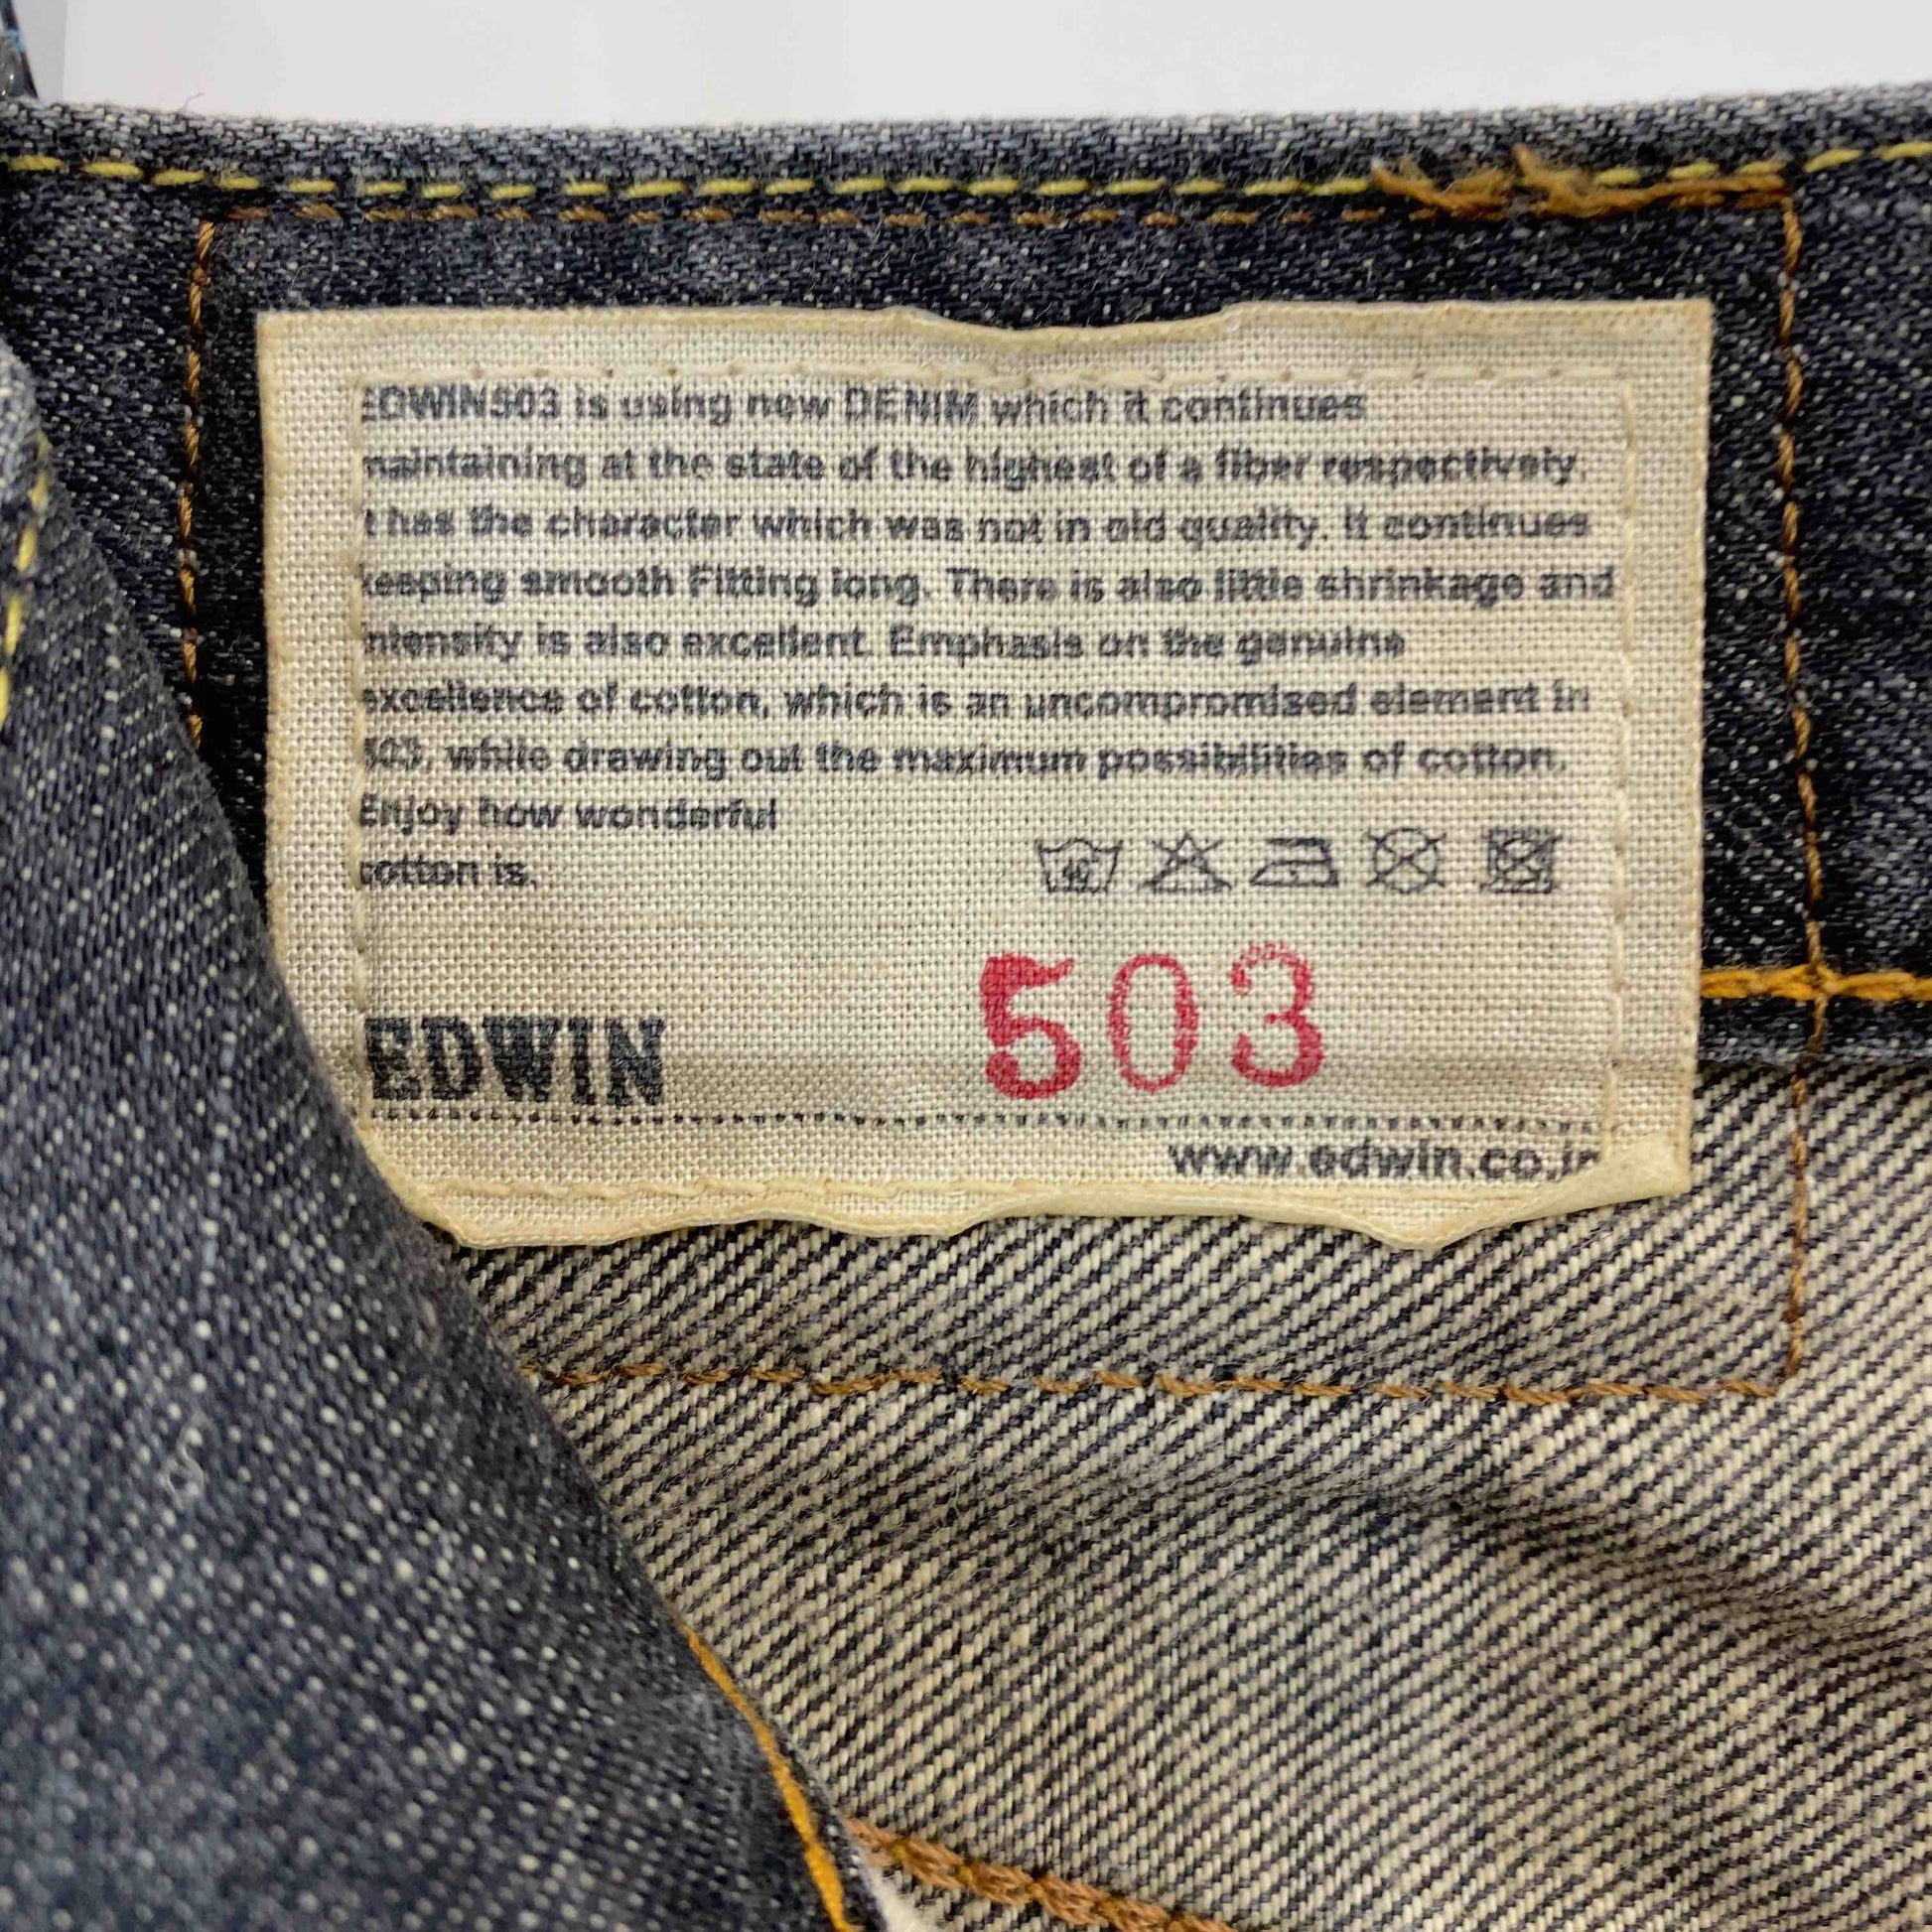 EDWIN503 is using new DENIM which it continues
maintaining at the state of the highest of a fiber respectively.
t has the character which was not in old quality. It continues
keeping smooth Fitting long. There is also little shrinkage and
intensity is also excellent. Emphasis on the genuine
excellence of cotton, which is an uncompromised element in
503, while drawing out the maximum possibilities of cotton.
Enjoy how wonderful
cotton is.
40
EDWIN 503
www.edwin.co.jp